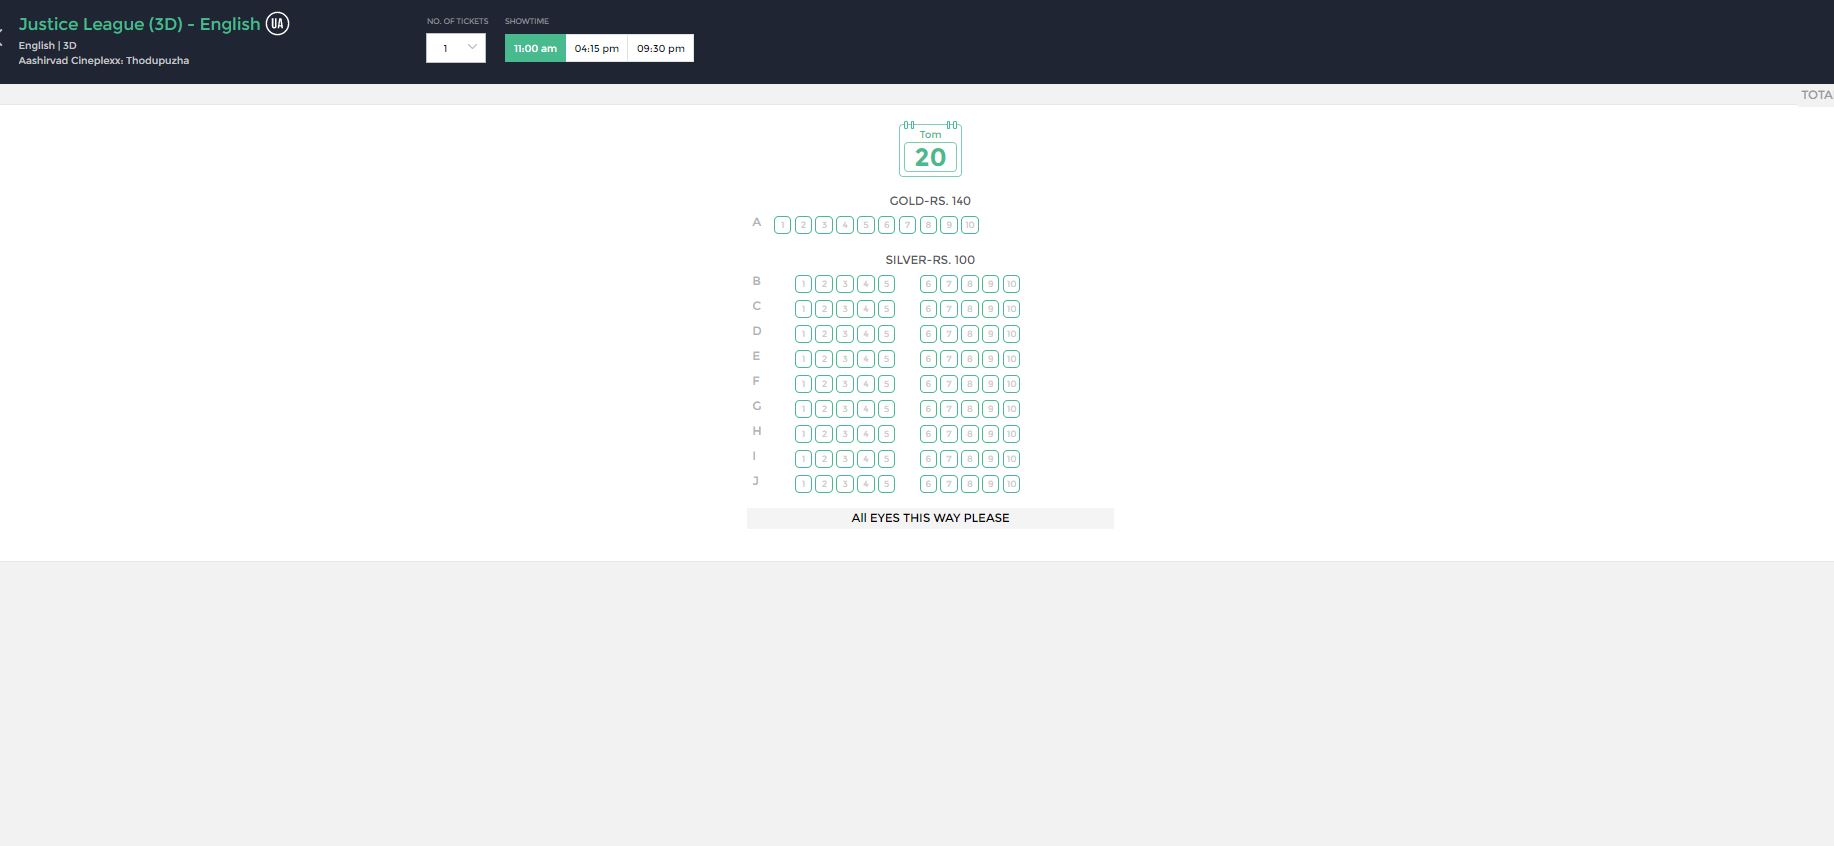 Justice League (3D) - English UA
English | 3D
Aashirvad Cineplexx: Thodupuzha
NO. OF TICKETS
1
SHOWTIME
11:00 am 04:15 pm 09:30 pm
TOTA
Tom
20
GOLD-RS. 140
A 1 2 3 4 5 6 7 8 9 10
SILVER-RS. 100
B 1 2 3 4 5 6 7 8 9 10
C 1 2 3 4 5 6 7 8 9 10
D 1 2 3 4 5 6 7 8 9 10
E 1 2 3 4 5 6 7 8 9 10
F 1 2 3 4 5 6 7 8 9 10
G 1 2 3 4 5 6 7 8 9 10
H 1 2 3 4 5 6 7 8 9 10
I 1 2 3 4 5 6 7 8 9 10
J 1 2 3 4 5 6 7 8 9 10
All EYES THIS WAY PLEASE